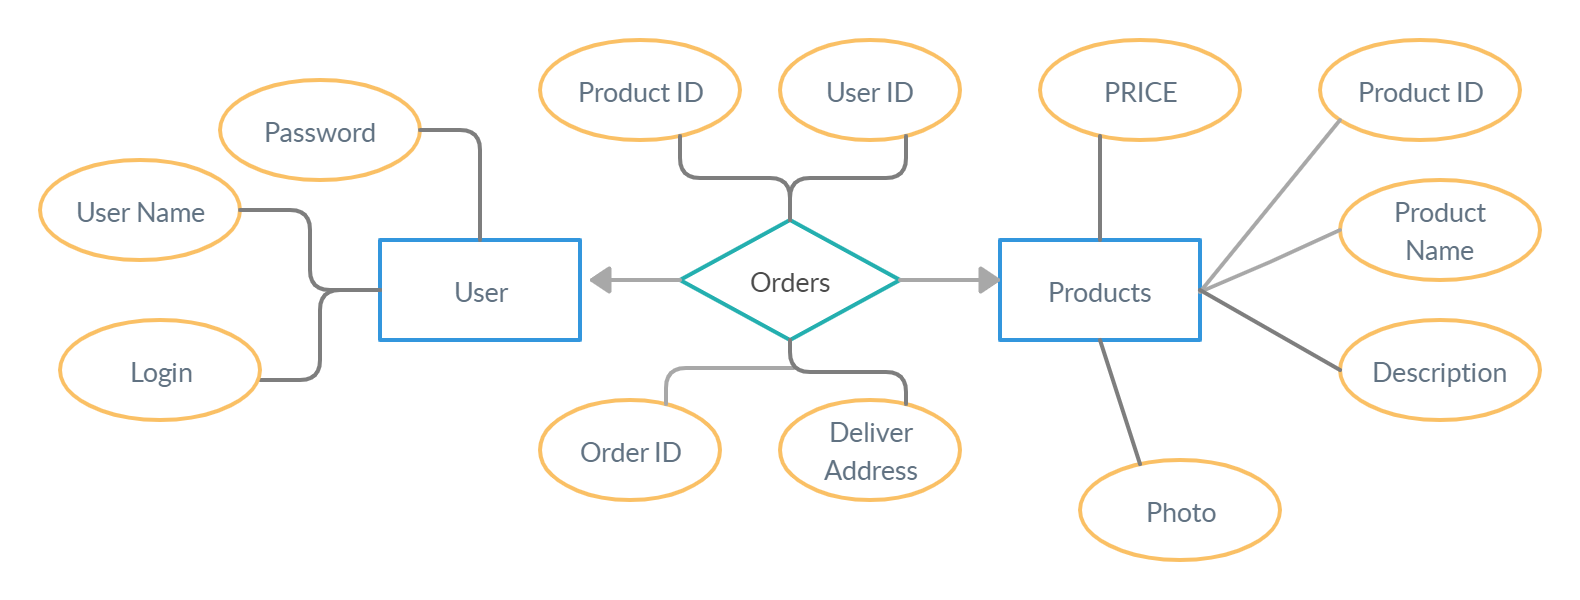 Product ID
User ID
PRICE
Product ID
Password
User Name
Product
Name
User
Orders
Products
Login
Description
Order ID
Deliver
Address
Photo